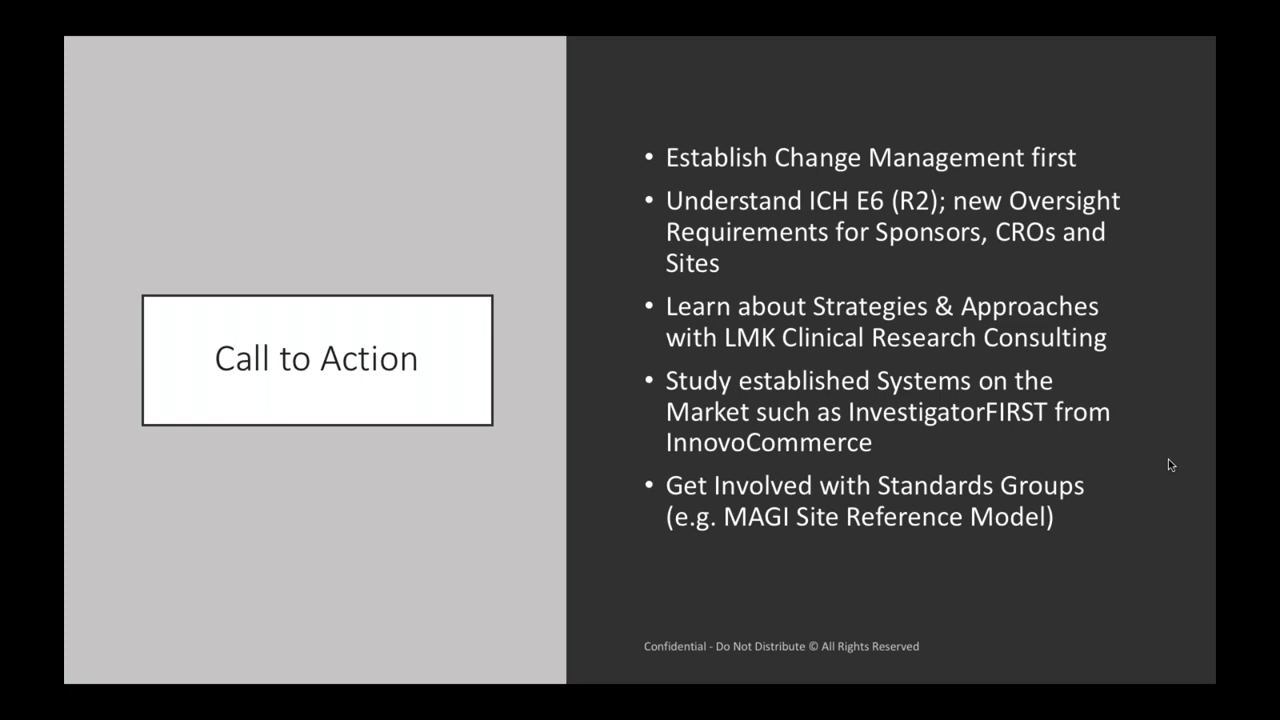 Call to Action
• Establish Change Management first
• Understand ICH E6 (R2); new Oversight
Requirements for Sponsors, CROs and
Sites
• Learn about Strategies & Approaches
with LMK Clinical Research Consulting
• Study established Systems on the
Market such as InvestigatorFIRST from
InnovoCommerce
• Get Involved with Standards Groups
(e.g. MAGI Site Reference Model)
Confidential - Do Not Distribute © All Rights Reserved